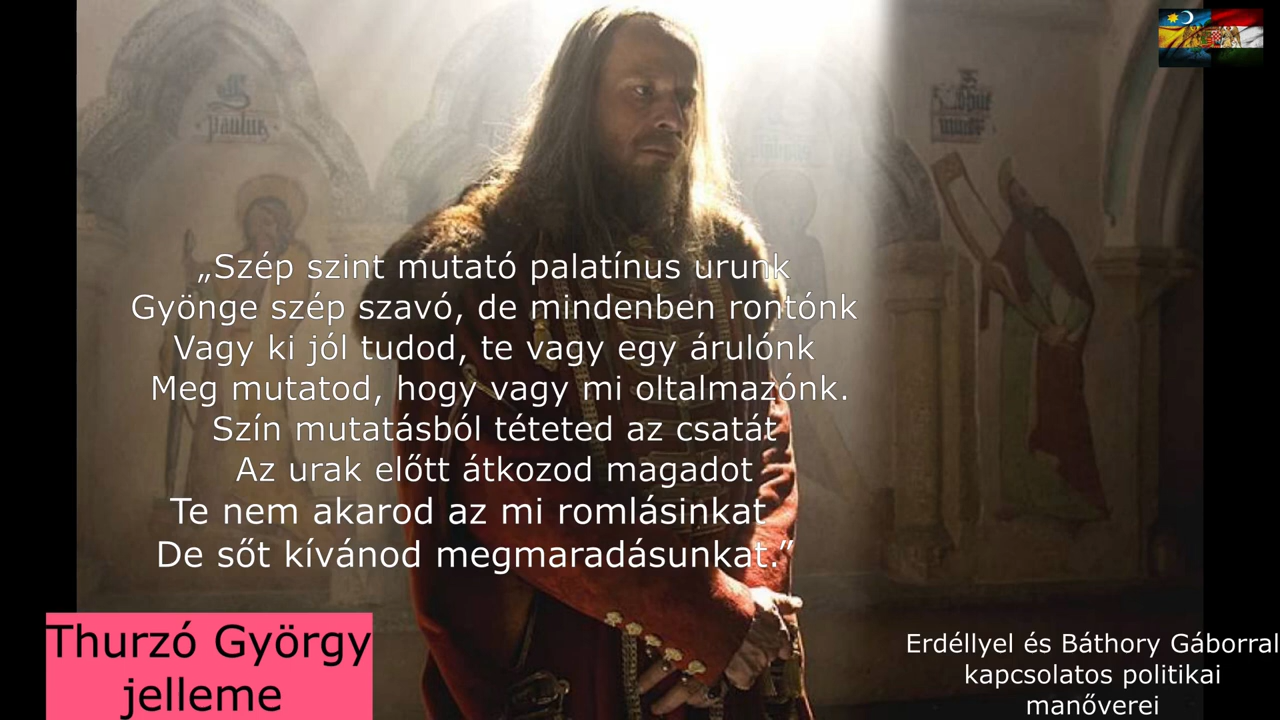 „Szép szint mutató palatínus urunk
Gyönge szép szavó, de mindenben rontónk
Vagy ki jól tudod, te vagy egy árulónk
Meg mutatod, hogy vagy mi oltalmazónk.
Szín mutatásból téteted az csatát
Az urak előtt átkozod magadot
Te nem akarod az mi romlásinkat
De sőt kívánod megmaradásunkat.”
Thurzó György
jelleme
Erdéllyel és Báthory Gáborral
kapcsolatos politikai
manőverei
paulus